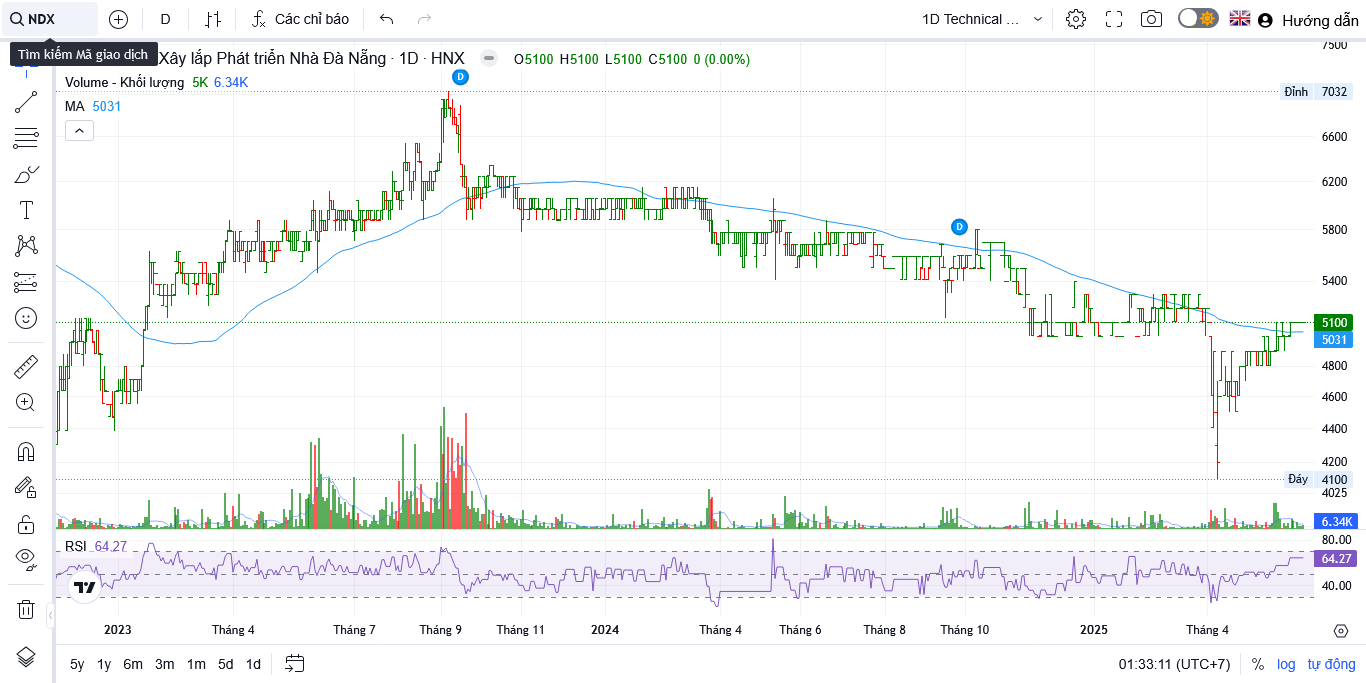 NDX
D
Các chỉ báo
1D Technical ...
Hướng dẫn
Tìm kiếm Mã giao dịch
Xây lắp Phát triển Nhà Đà Nẵng · 1D · HNX
O5100 H5100 L5100 C5100 0 (0.00%)
Volume - Khối lượng 5K 6.34K
MA 5031
D
D
7500
Đỉnh 7032
6600
6200
5800
5400
5100
5031
4800
4600
4400
4200
Đáy 4100
4025
6.34K
RSI 64.27
80.00
64.27
40.00
2023 Tháng 4 Tháng 7 Tháng 9 Tháng 11 2024 Tháng 4 Tháng 6 Tháng 8 Tháng 10 2025 Tháng 4
5y 1y 6m 3m 1m 5d 1d
01:33:11 (UTC+7) % log tự động